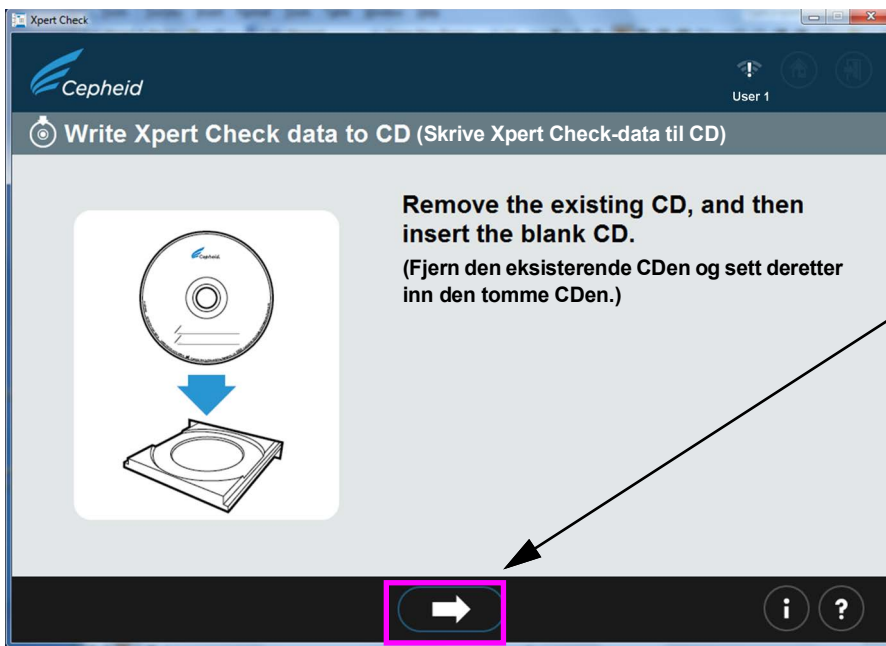 Xpert Check
Cepheid
User 1
Write Xpert Check data to CD (Skrive Xpert Check-data til CD)
Remove the existing CD, and then
insert the blank CD.
(Fjern den eksisterende CDen og sett deretter
inn den tomme CDen.)
Cepheid
i ?